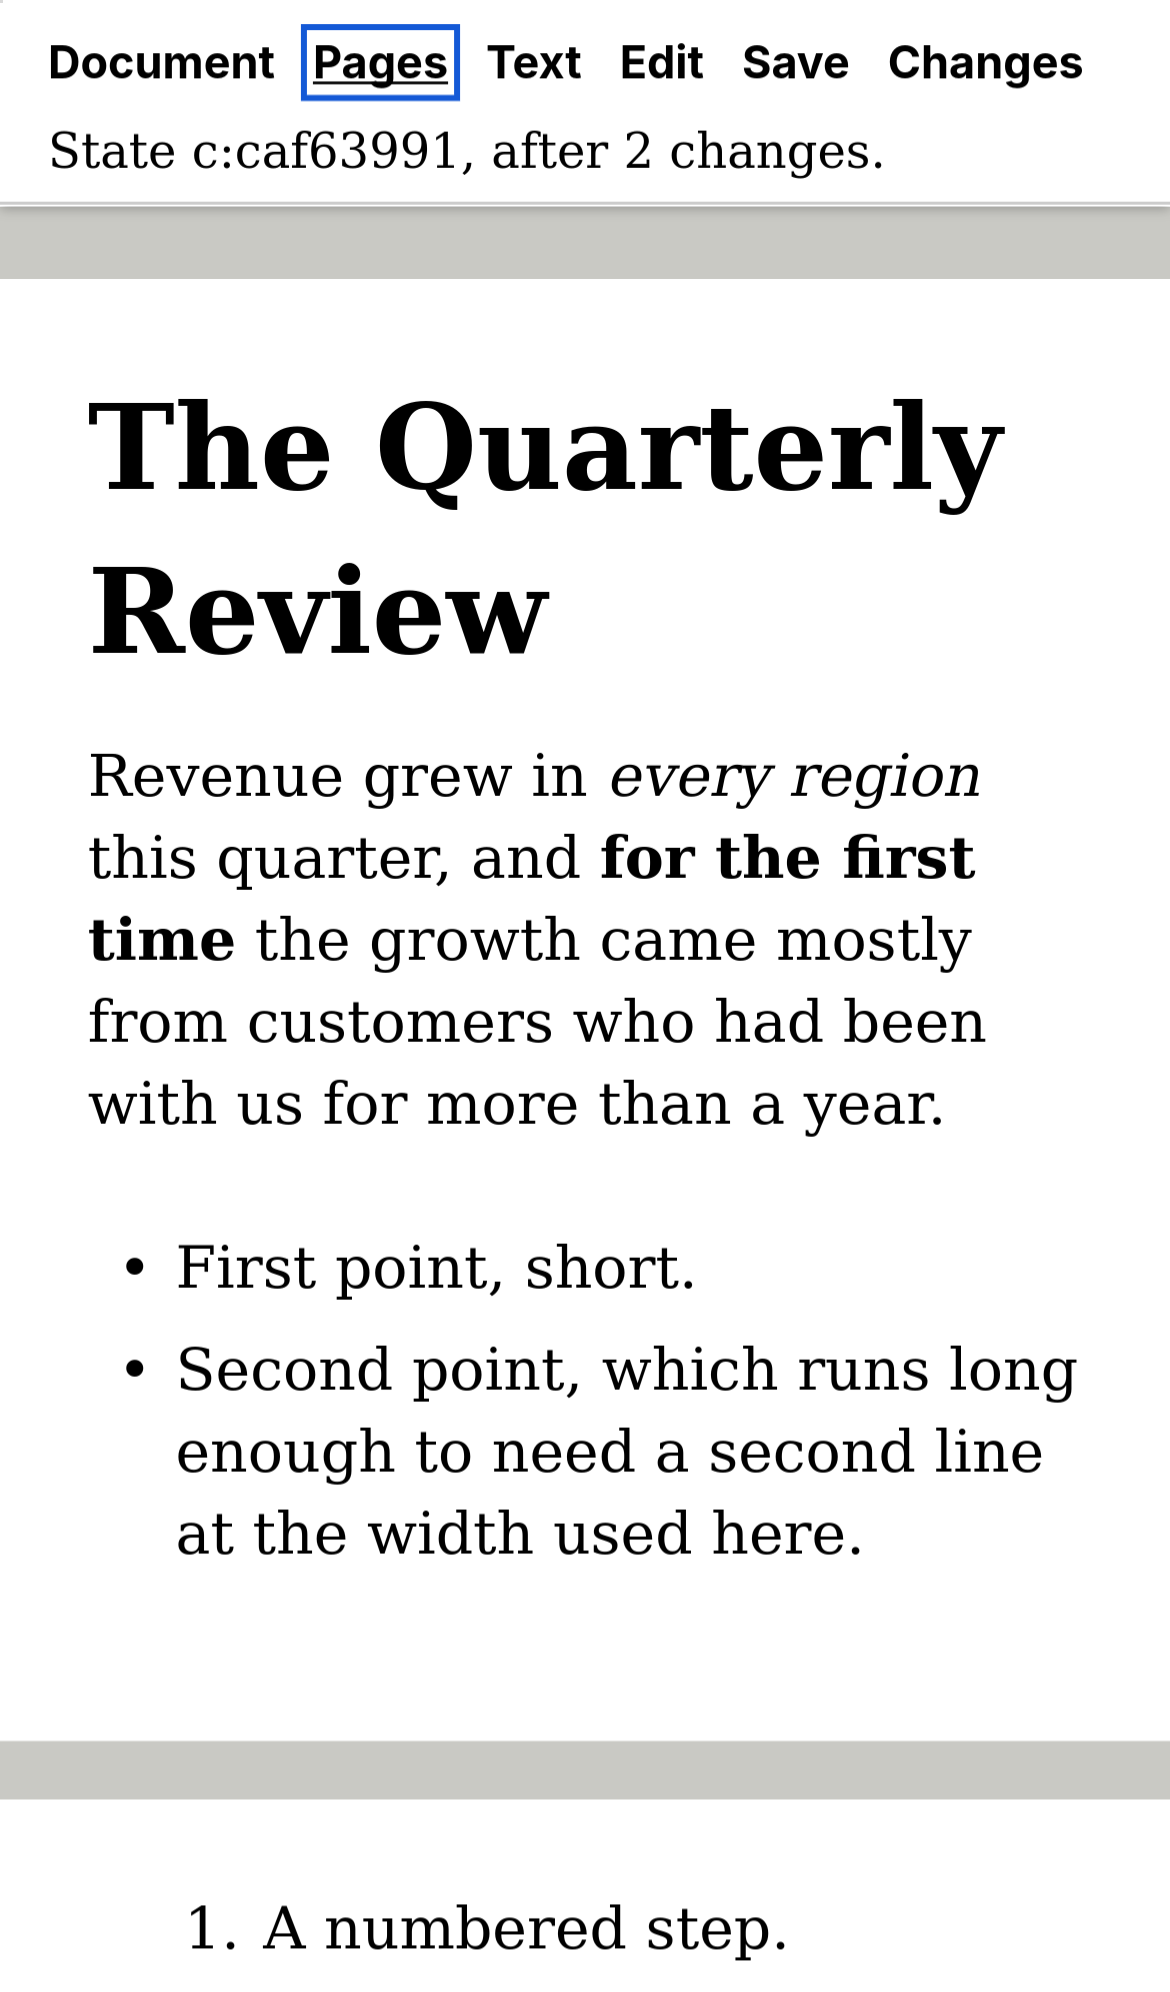 Document Pages Text Edit Save Changes
State c:caf63991, after 2 changes.
The Quarterly
Review
Revenue grew in every region
this quarter, and for the first
time the growth came mostly
from customers who had been
with us for more than a year.
• First point, short.
• Second point, which runs long
enough to need a second line
at the width used here.
1. A numbered step.